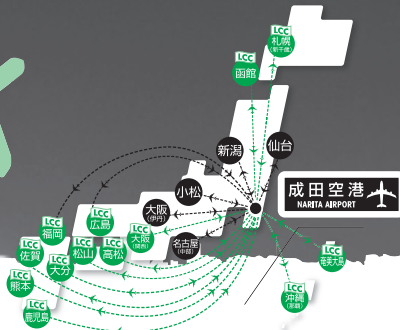 LCC
札幌
(新千歳)
LCC
函館
新潟
仙台
小松
成田空港
NARITA AIRPORT
大阪
(伊丹)
LCC
広島
LCC
福岡
LCC
大阪
(関西)
名古屋
(中部)
LCC
佐賀
LCC
大分
LCC
松山
LCC
高松
LCC
奄美大島
LCC
熊本
LCC
沖縄
(那覇)
LCC
鹿児島